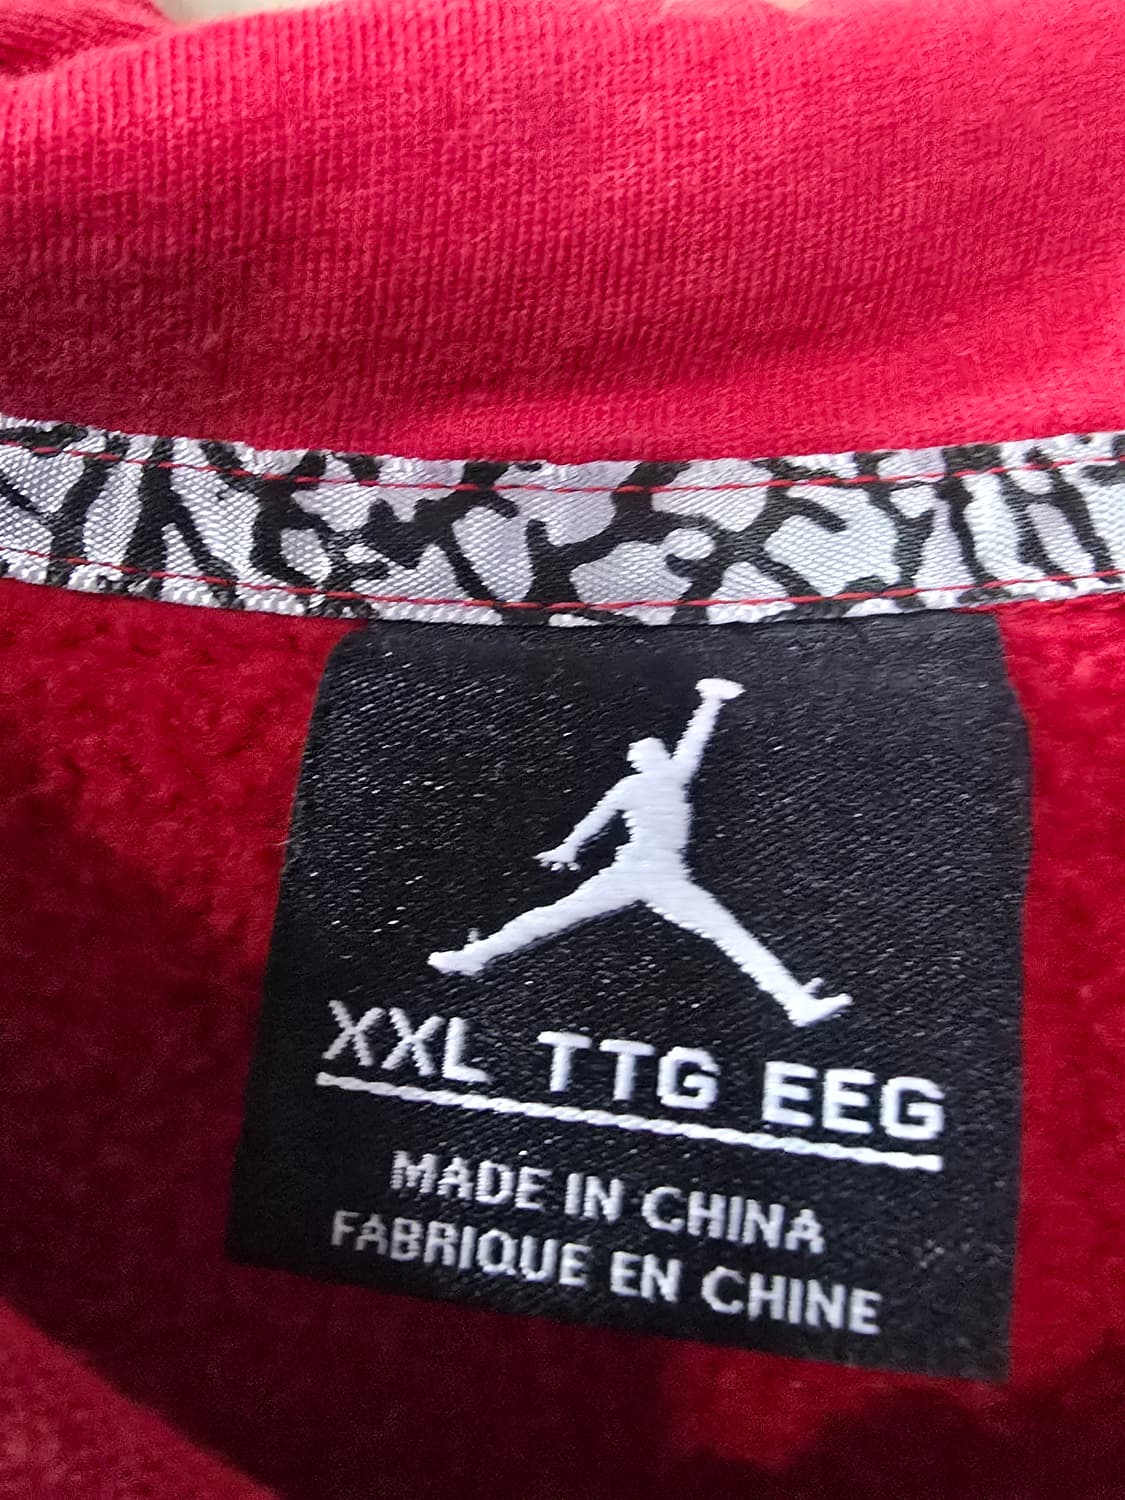 XXL TTG EEG
MADE IN CHINA
FABRIQUE EN CHINE